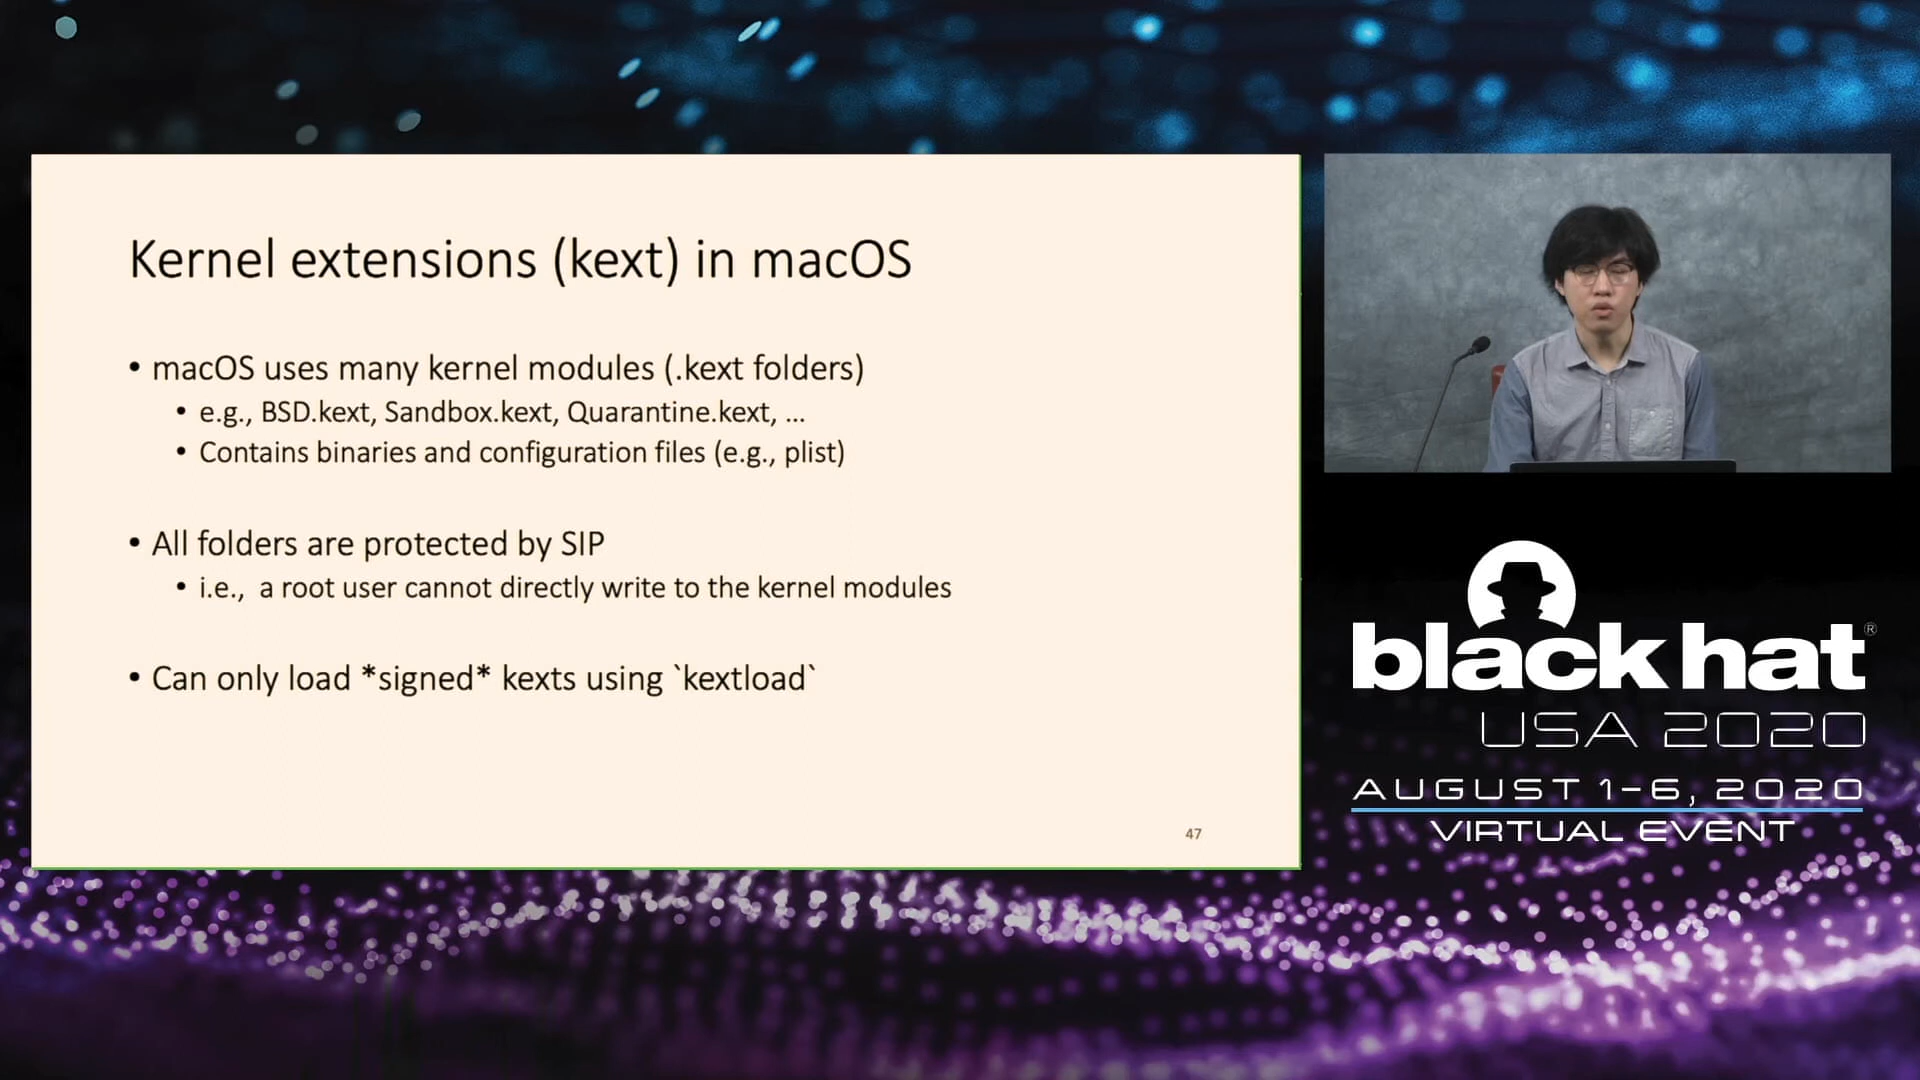 Kernel extensions (kext) in macOS
• macOS uses many kernel modules (.kext folders)
• e.g., BSD.kext, Sandbox.kext, Quarantine.kext, ...
• Contains binaries and configuration files (e.g., plist)
• All folders are protected by SIP
• i.e., a root user cannot directly write to the kernel modules
• Can only load *signed* kexts using `kextload`
47
black hat®
USA 2020
AUGUST 1-6, 2020
VIRTUAL EVENT